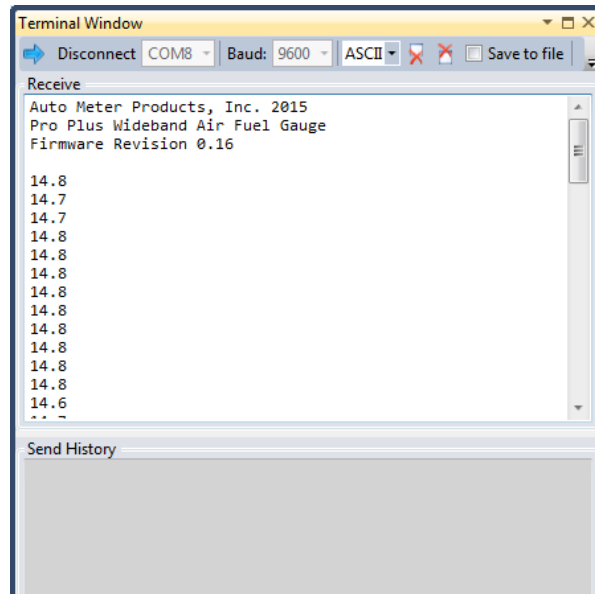 Terminal Window
Disconnect COM8 Baud: 9600 ASCII Save to file
Receive
Auto Meter Products, Inc. 2015
Pro Plus Wideband Air Fuel Gauge
Firmware Revision 0.16
14.8
14.7
14.7
14.8
14.8
14.8
14.8
14.8
14.8
14.8
14.8
14.8
14.6
Send History